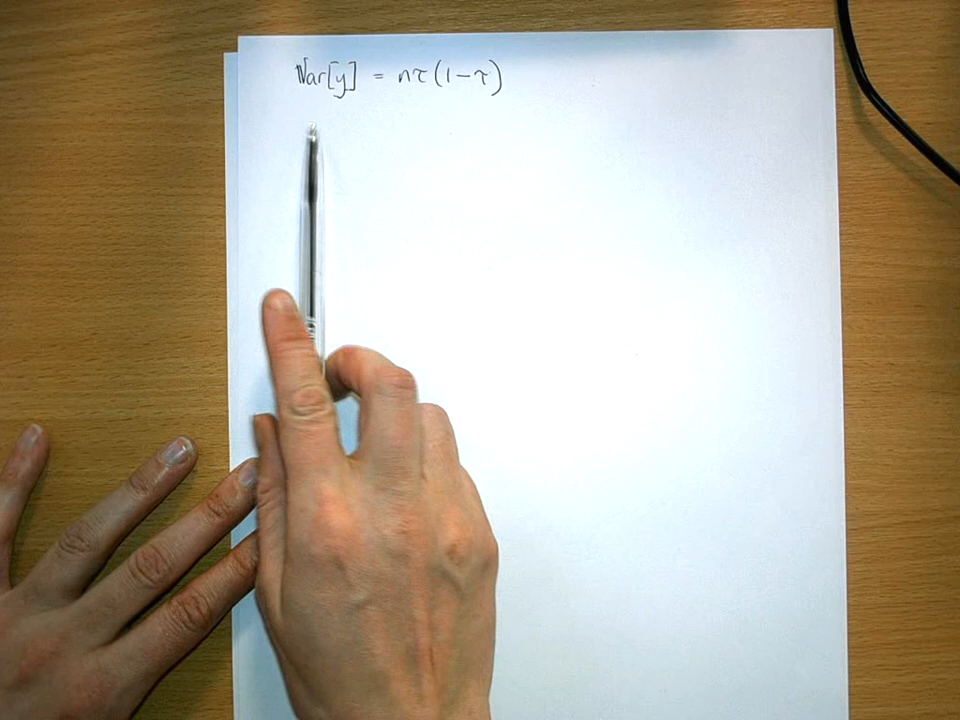 Var[y] = nτ(1-τ)